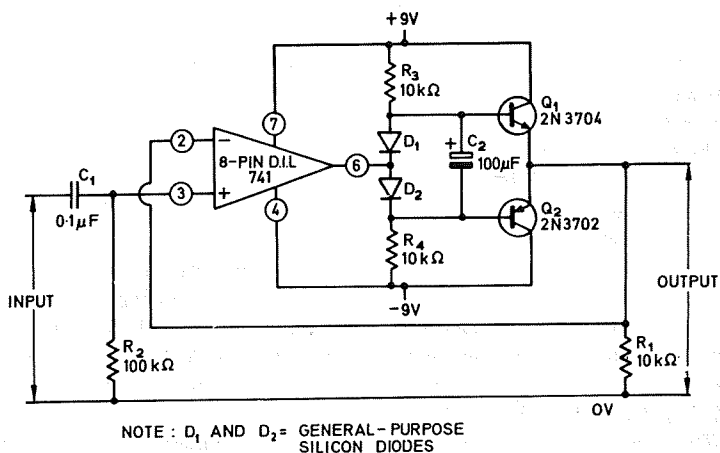 +9V
R3
10kΩ
Q1
2N 3704
7
2
−
8-PIN D.I.L
741
6
D1
+ C2
100μF
C1
3
+
D2
0·1μF
4
Q2
2N3702
R4
10kΩ
−9V
INPUT
OUTPUT
R2
100kΩ
R1
10kΩ
0V
NOTE : D1 AND D2= GENERAL-PURPOSE
SILICON DIODES